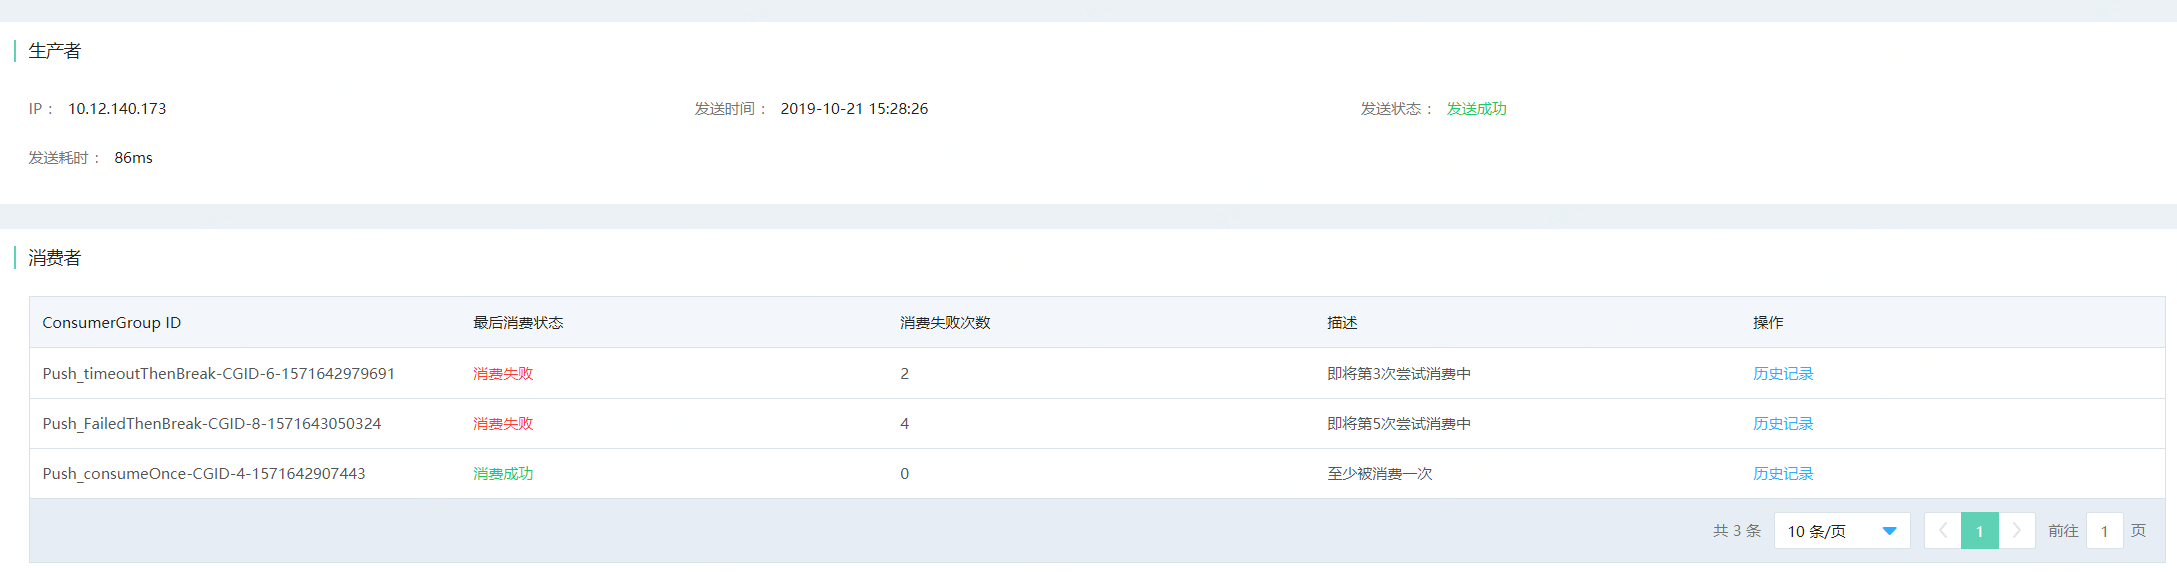 生产者
IP： 10.12.140.173 发送时间： 2019-10-21 15:28:26 发送状态： 发送成功
发送耗时： 86ms
消费者
ConsumerGroup ID 最后消费状态 消费失败次数 描述 操作
Push_timeoutThenBreak-CGID-6-1571642979691 消费失败 2 即将第3次尝试消费中 历史记录
Push_FailedThenBreak-CGID-8-1571643050324 消费失败 4 即将第5次尝试消费中 历史记录
Push_consumeOnce-CGID-4-1571642907443 消费成功 0 至少被消费一次 历史记录
共 3 条 10 条/页 1 前往 1 页